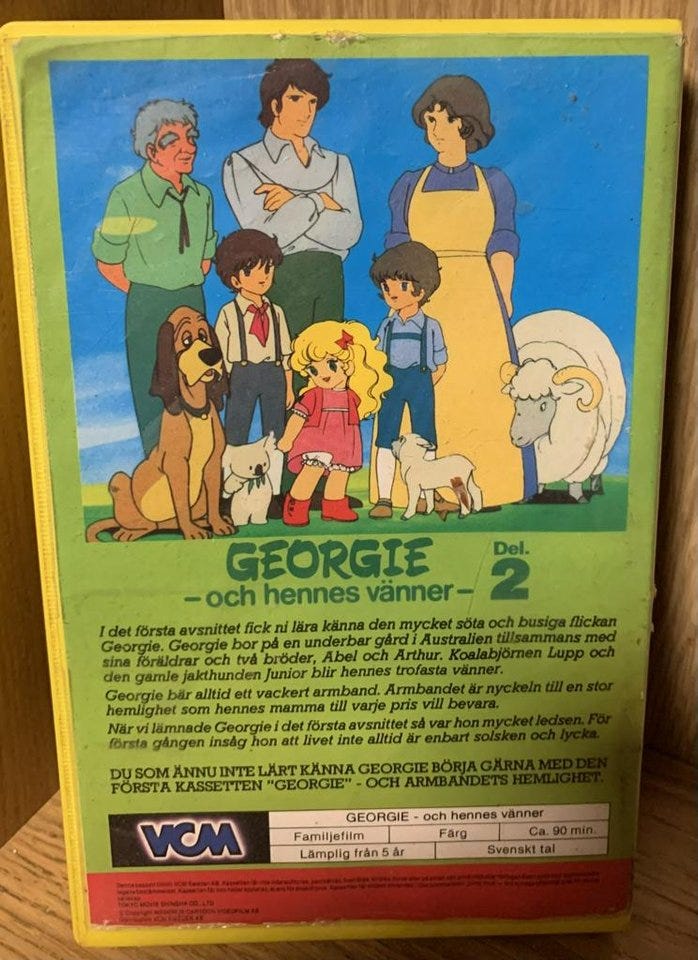 GEORGIE
- och hennes vänner -
Del.
2
I det första avsnittet fick ni lära känna den mycket söta och busiga flickan
Georgie. Georgie bor på en underbar gård i Australien tillsammans med
sina föräldrar och två bröder, Abel och Arthur. Koalabjörnen Lupp och
den gamle jakthunden Junior blir hennes trofasta vänner.
Georgie bär alltid ett vackert armband. Armbandet är nyckeln till en stor
hemlighet som hennes mamma till varje pris vill bevara.
När vi lämnade Georgie i det första avsnittet så var hon mycket ledsen. För
första gången insåg hon att livet inte alltid är enbart solsken och lycka.
DU SOM ÄNNU INTE LÄRT KÄNNA GEORGIE BÖRJA GÄRNA MED DEN
FÖRSTA KASSETTEN "GEORGIE" - OCH ARMBANDETS HEMLIGHET.
VCM
GEORGIE - och hennes vänner
Familjefilm
Färg
Ca. 90 min.
Lämplig från 5 år
Svenskt tal
TOKYO MOVIE SHINSHA CO., LTD